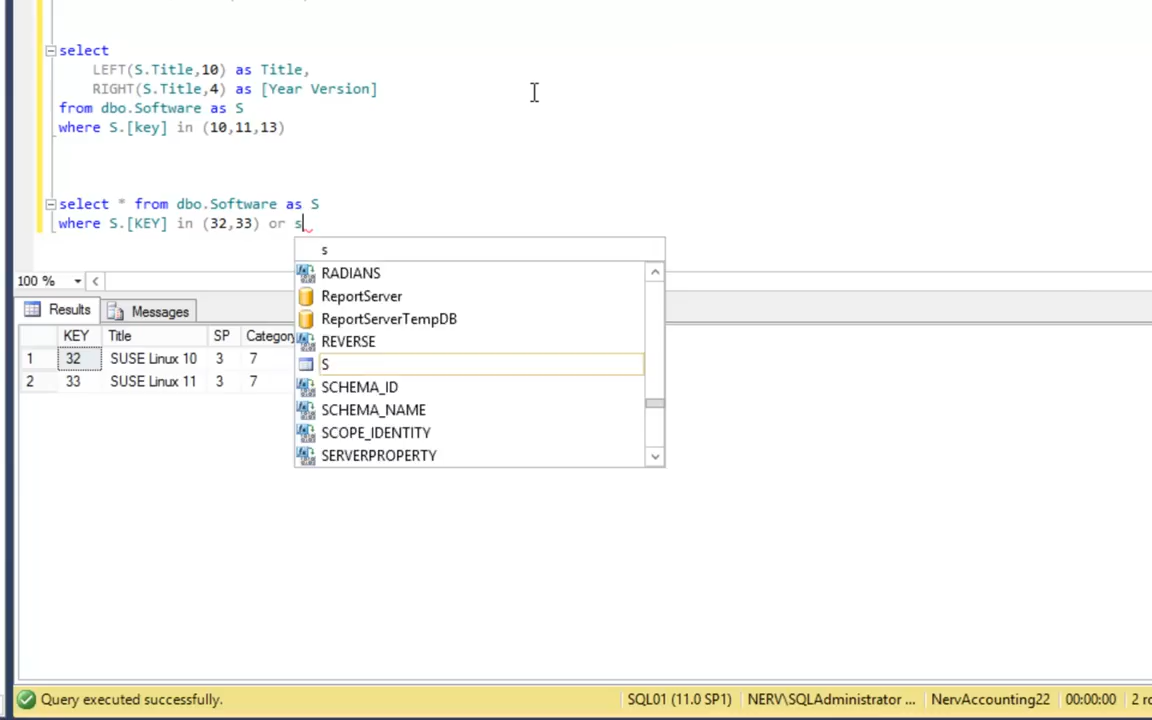 select
LEFT(S.Title,10) as Title,
RIGHT(S.Title,4) as [Year Version]
from dbo.Software as S
where S.[key] in (10,11,13)
select * from dbo.Software as S
where S.[KEY] in (32,33) or s
s
RADIANS
ReportServer
ReportServerTempDB
REVERSE
S
SCHEMA_ID
SCHEMA_NAME
SCOPE_IDENTITY
SERVERPROPERTY
100 %
Results Messages
KEY Title SP Category
1 32 SUSE Linux 10 3 7
2 33 SUSE Linux 11 3 7
Query executed successfully. SQL01 (11.0 SP1) NERV\SQLAdministrator ... NervAccounting22 00:00:00 2